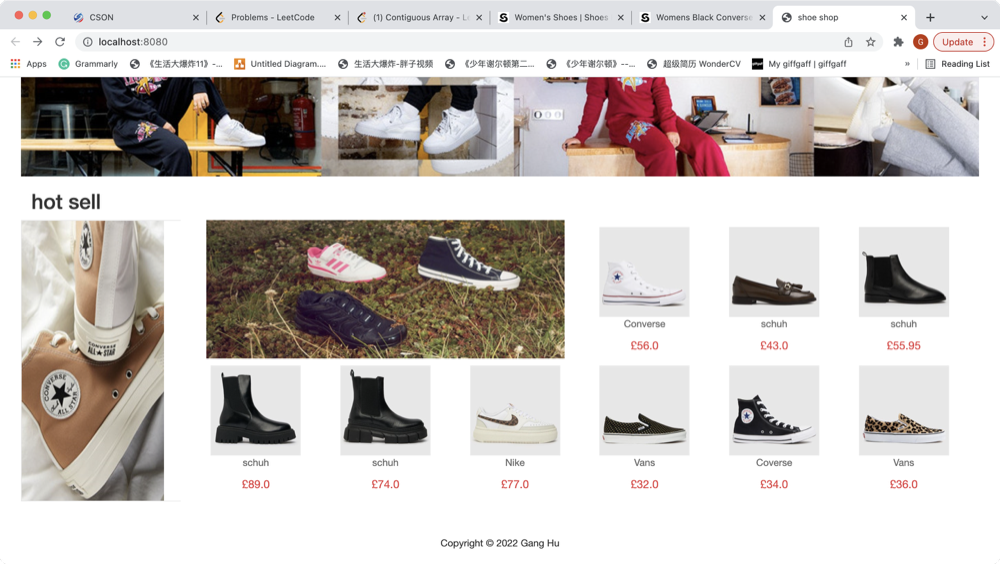 CSON
Problems - LeetCode
(1) Contiguous Array - Le
Women's Shoes | Shoes
Womens Black Converse
shoe shop
localhost:8080
G
Update
Apps
Grammarly
《生活大爆炸11》-...
Untitled Diagram....
生活大爆炸-胖子视频
《少年谢尔顿第二...
《少年谢尔顿》--...
超级简历 WonderCV
My giffgaff | giffgaff
»
Reading List
hot sell
CONVERSE
ALL★STAR
CONVERSE
ALL STAR
Converse
schuh
schuh
£56.0
£43.0
£55.95
schuh
schuh
Nike
Vans
Coverse
Vans
£89.0
£74.0
£77.0
£32.0
£34.0
£36.0
Copyright © 2022 Gang Hu